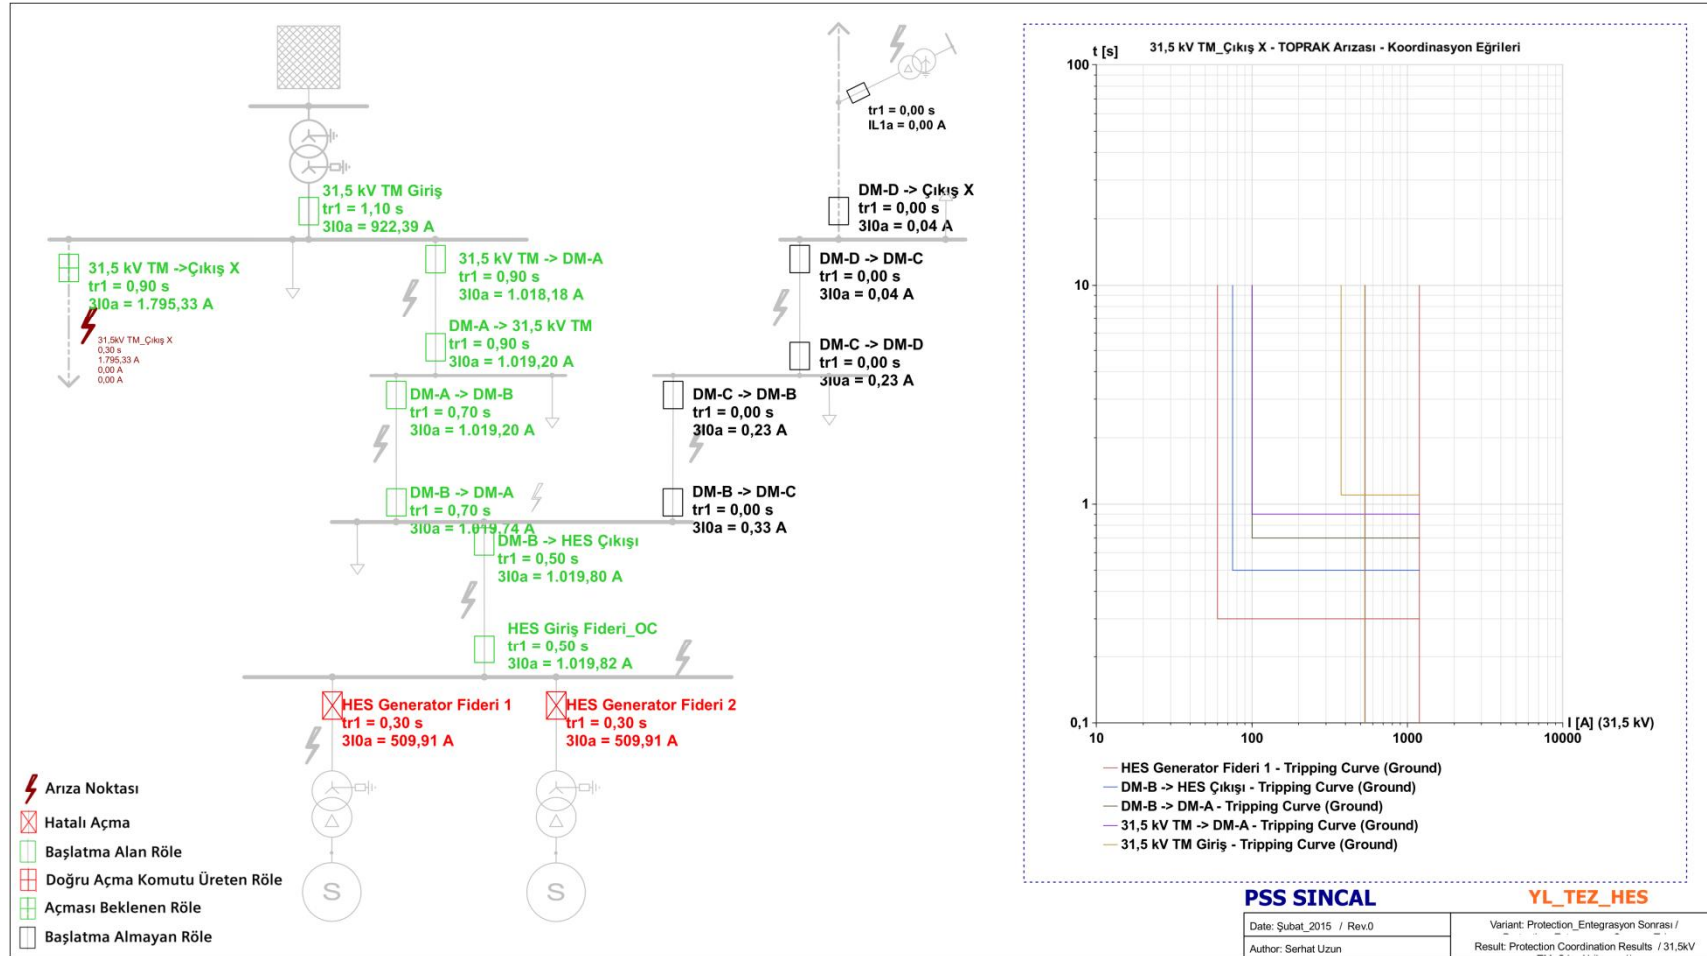 31,5 kV TM Giriş
tr1 = 1,10 s
3I0a = 922,39 A
31,5 kV TM ->Çıkış X
tr1 = 0,90 s
3I0a = 1.795,33 A
31,5kV TM_Çıkış X
0,30 s
1.795,33 A
0,00 A
0,00 A
31,5 kV TM -> DM-A
tr1 = 0,90 s
3I0a = 1.018,18 A
DM-A -> 31,5 kV TM
tr1 = 0,90 s
3I0a = 1.019,20 A
DM-A -> DM-B
tr1 = 0,70 s
3I0a = 1.019,20 A
DM-B -> DM-A
tr1 = 0,70 s
3I0a = 1.019,74 A
DM-B -> HES Çıkışı
tr1 = 0,50 s
3I0a = 1.019,80 A
HES Giriş Fideri_OC
tr1 = 0,50 s
3I0a = 1.019,82 A
HES Generator Fideri 1
tr1 = 0,30 s
3I0a = 509,91 A
HES Generator Fideri 2
tr1 = 0,30 s
3I0a = 509,91 A
S
S
tr1 = 0,00 s
IL1a = 0,00 A
DM-D -> Çıkış X
tr1 = 0,00 s
3I0a = 0,04 A
DM-D -> DM-C
tr1 = 0,00 s
3I0a = 0,04 A
DM-C -> DM-D
tr1 = 0,00 s
3I0a = 0,23 A
DM-C -> DM-B
tr1 = 0,00 s
3I0a = 0,23 A
DM-B -> DM-C
tr1 = 0,00 s
3I0a = 0,33 A
Arıza Noktası
Hatalı Açma
Başlatma Alan Röle
Doğru Açma Komutu Üreten Röle
Açması Beklenen Röle
Başlatma Almayan Röle
t [s]
31,5 kV TM_Çıkış X - TOPRAK Arızası - Koordinasyon Eğrileri
100
10
1
0,1
10
100
1000
10000
I [A] (31,5 kV)
HES Generator Fideri 1 - Tripping Curve (Ground)
DM-B -> HES Çıkışı - Tripping Curve (Ground)
DM-B -> DM-A - Tripping Curve (Ground)
31,5 kV TM -> DM-A - Tripping Curve (Ground)
31,5 kV TM Giriş - Tripping Curve (Ground)
PSS SINCAL
YL_TEZ_HES
Date: Şubat_2015 / Rev.0
Variant: Protection_Entegrasyon Sonrası /
Author: Serhat Uzun
Result: Protection Coordination Results / 31,5kV